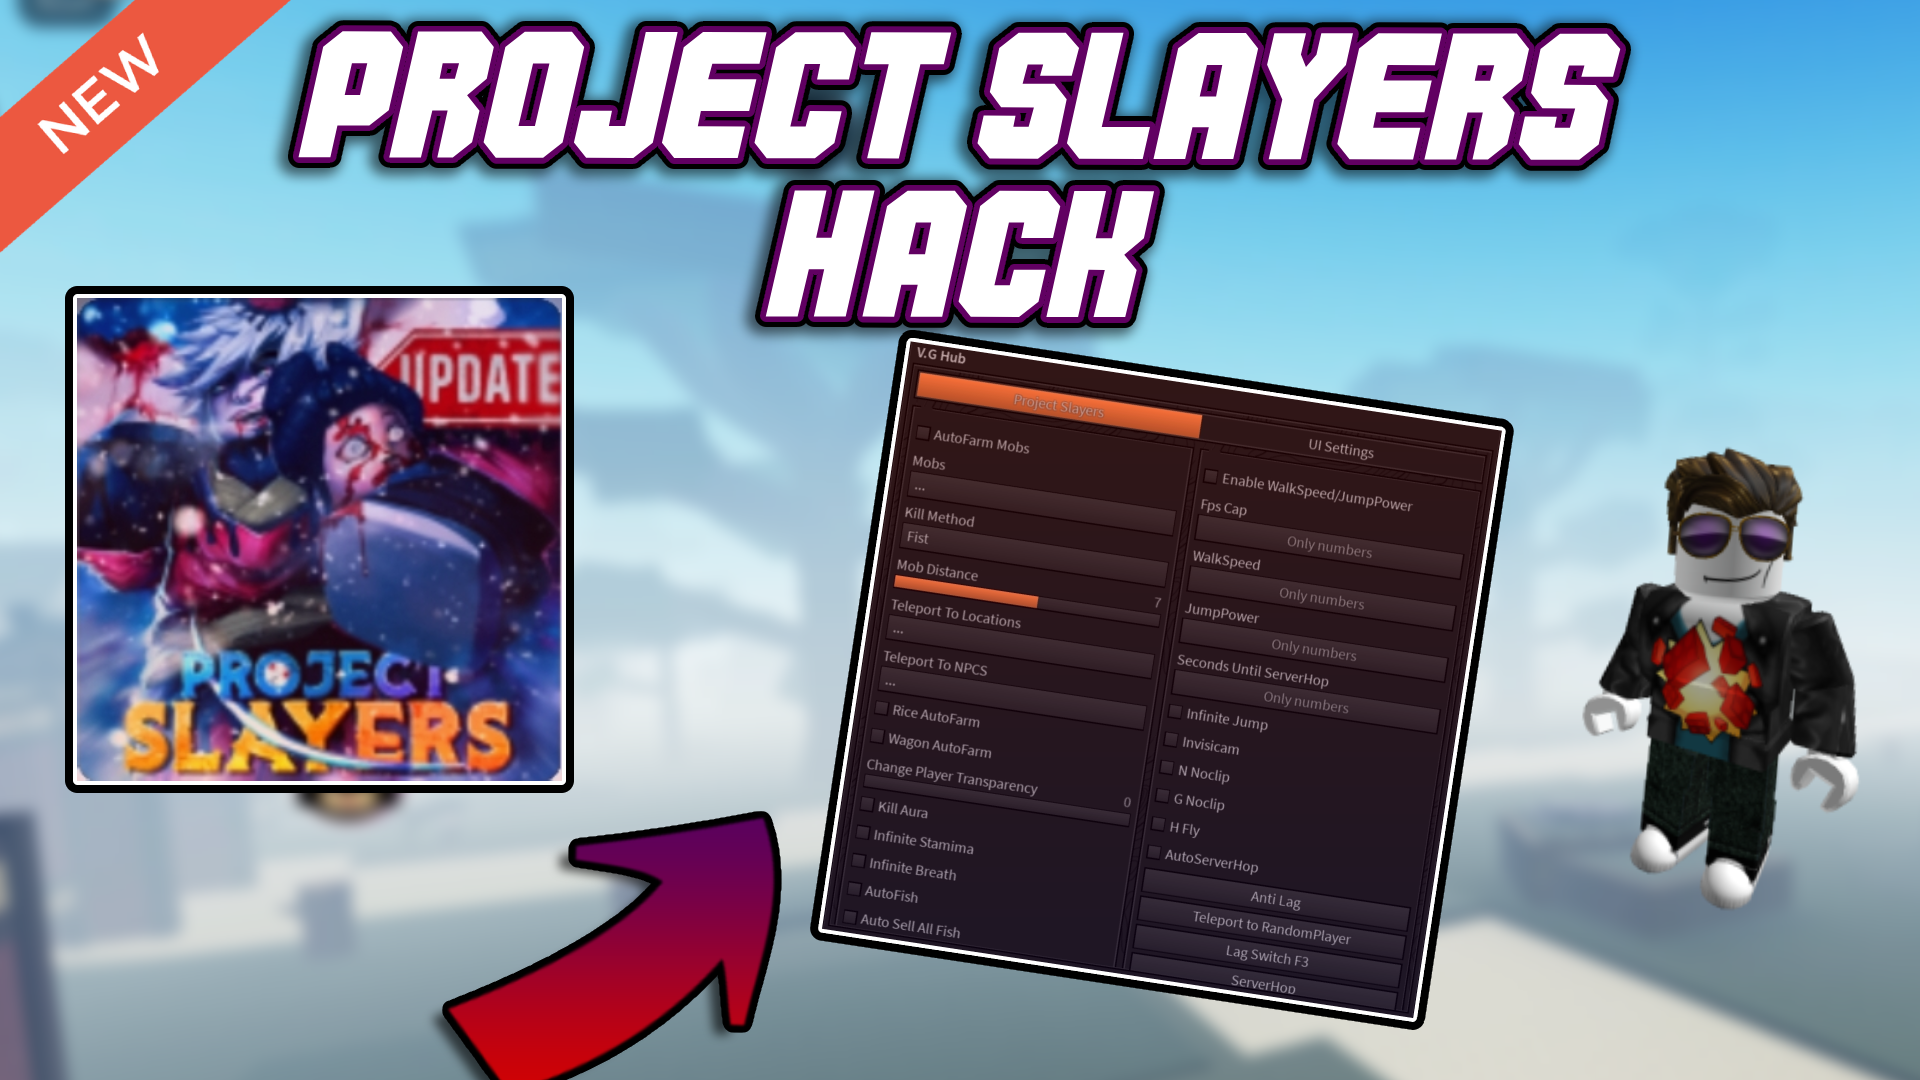 NEW
PROJECT SLAYERS
HACK
UPDATE
PROJECT
SLAYERS
V.G Hub
Project Slayers
UI Settings
AutoFarm Mobs
Mobs
...
Kill Method
Fist
Mob Distance
7
Teleport To Locations
...
Teleport To NPCS
...
Rice AutoFarm
Wagon AutoFarm
Change Player Transparency
0
Kill Aura
Infinite Stamima
Infinite Breath
AutoFish
Auto Sell All Fish
Enable WalkSpeed/JumpPower
Fps Cap
Only numbers
WalkSpeed
Only numbers
JumpPower
Only numbers
Seconds Until ServerHop
Only numbers
Infinite Jump
Invisicam
N Noclip
G Noclip
H Fly
AutoServerHop
Anti Lag
Teleport to RandomPlayer
Lag Switch F3
ServerHop